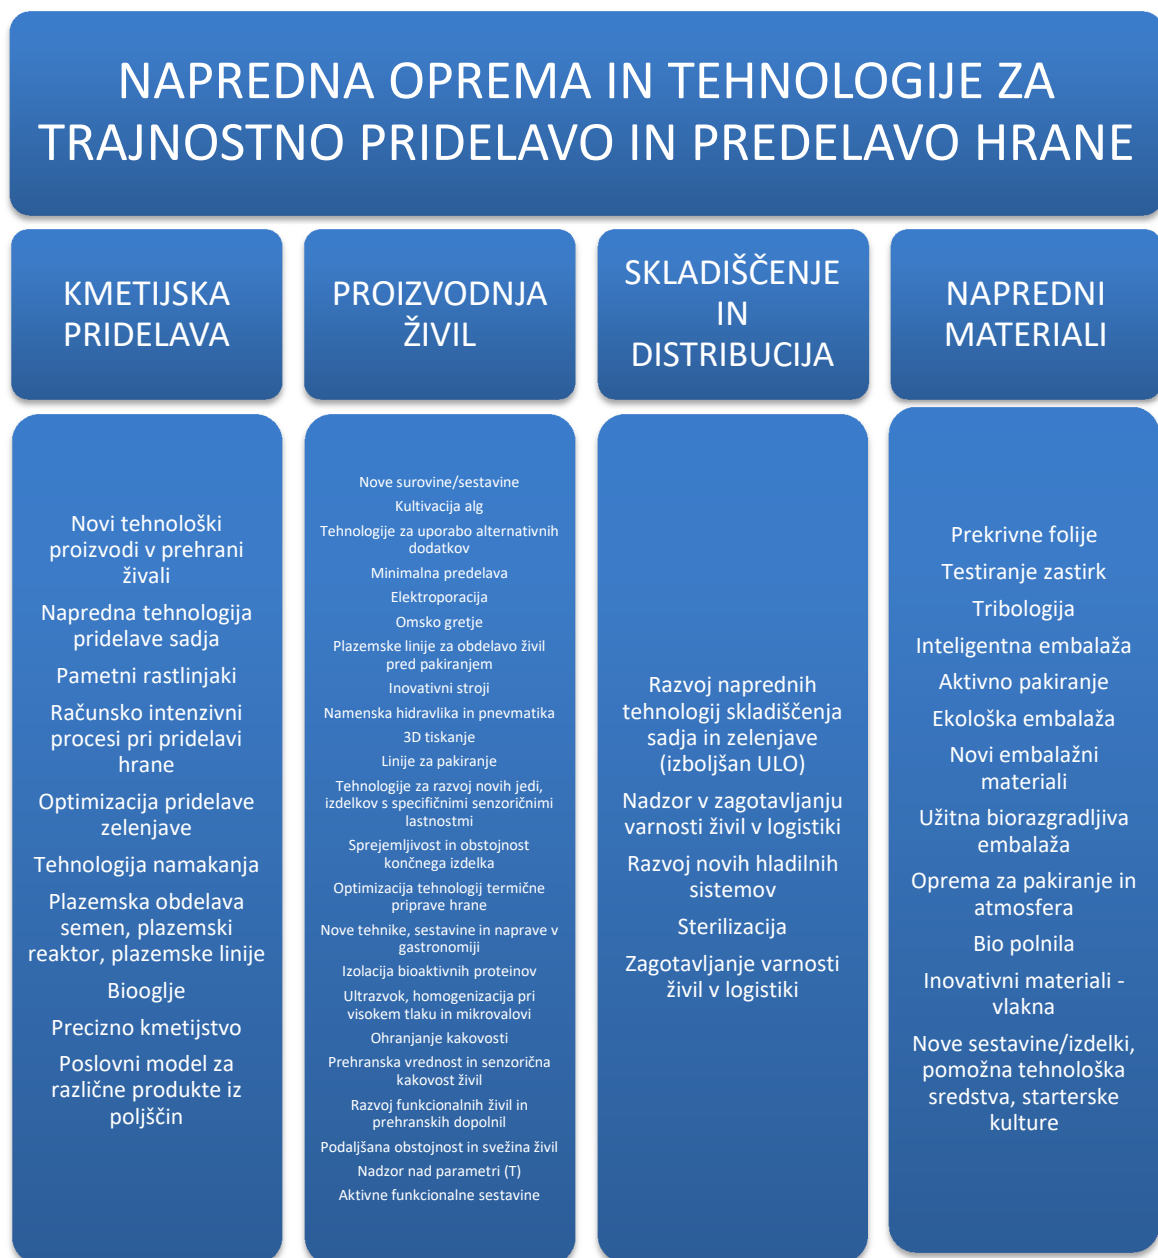 NAPREDNA OPREMA IN TEHNOLOGIJE ZA
TRAJNOSTNO PRIDELAVO IN PREDELAVO HRANE
KMETIJSKA
PRIDELAVA
Novi tehnološki
proizvodi v prehrani
živali
Napredna tehnologija
pridelave sadja
Pametni rastlinjaki
Računsko intenzivni
procesi pri pridelavi
hrane
Optimizacija pridelave
zelenjave
Tehnologija namakanja
Plazemska obdelava
semen, plazemski
reaktor, plazemske linije
Biooglje
Precizno kmetijstvo
Poslovni model za
različne produkte iz
poljščin
PROIZVODNJA
ŽIVIL
Nove surovine/sestavine
Kultivacija alg
Tehnologije za uporabo alternativnih
dodatkov
Minimalna predelava
Elektroporacija
Omsko gretje
Plazemske linije za obdelavo živil
pred pakiranjem
Inovativni stroji
Namenska hidravlika in pnevmatika
3D tiskanje
Linije za pakiranje
Tehnologije za razvoj novih jedi,
izdelkov s specifičnimi senzoričnimi
lastnostmi
Sprejemljivost in obstojnost
končnega izdelka
Optimizacija tehnologij termične
priprave hrane
Nove tehnike, sestavine in naprave v
gastronomiji
Izolacija bioaktivnih proteinov
Ultrazvok, homogenizacija pri
visokem tlaku in mikrovalovi
Ohranjanje kakovosti
Prehranska vrednost in senzorična
kakovost živil
Razvoj funkcionalnih živil in
prehranskih dopolnil
Podaljšana obstojnost in svežina živil
Nadzor nad parametri (T)
Aktivne funkcionalne sestavine
SKLADIŠČENJE
IN
DISTRIBUCIJA
Razvoj naprednih
tehnologij skladiščenja
sadja in zelenjave
(izboljšan ULO)
Nadzor v zagotavljanju
varnosti živil v logistiki
Razvoj novih hladilnih
sistemov
Sterilizacija
Zagotavljanje varnosti
živil v logistiki
NAPREDNI
MATERIALI
Prekrivne folije
Testiranje zastirk
Tribologija
Inteligentna embalaža
Aktivno pakiranje
Ekološka embalaža
Novi embalažni
materiali
Užitna biorazgradljiva
embalaža
Oprema za pakiranje in
atmosfera
Bio polnila
Inovativni materiali -
vlakna
Nove sestavine/izdelki,
pomožna tehnološka
sredstva, starterske
kulture